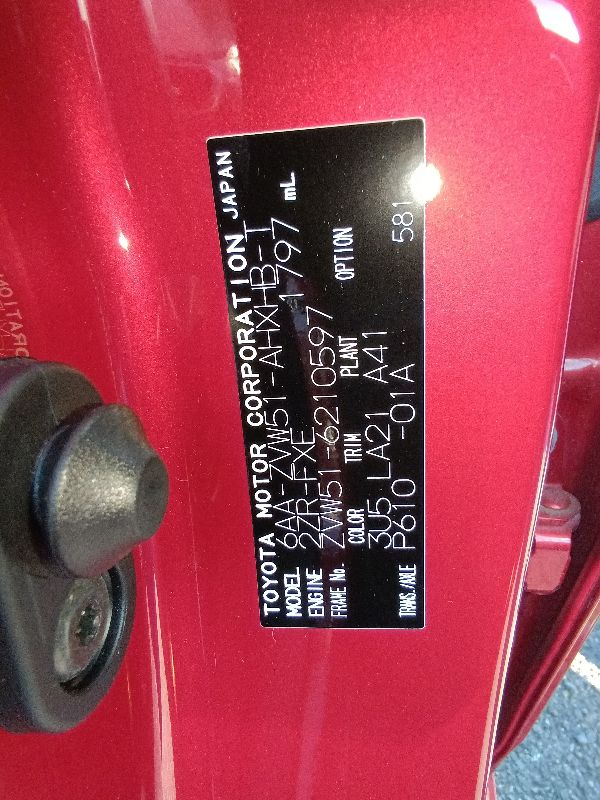 TOYOTA MOTOR CORPORATION JAPAN
MODEL 6AA-ZVW51-AHXHB-T
ENGINE 2ZR-FXE 1797 mL
FRAME No. ZVW51-6210597
COLOR TRIM PLANT OPTION
3U5 LA21 A41
TRANS./AXLE P610 -01A 581